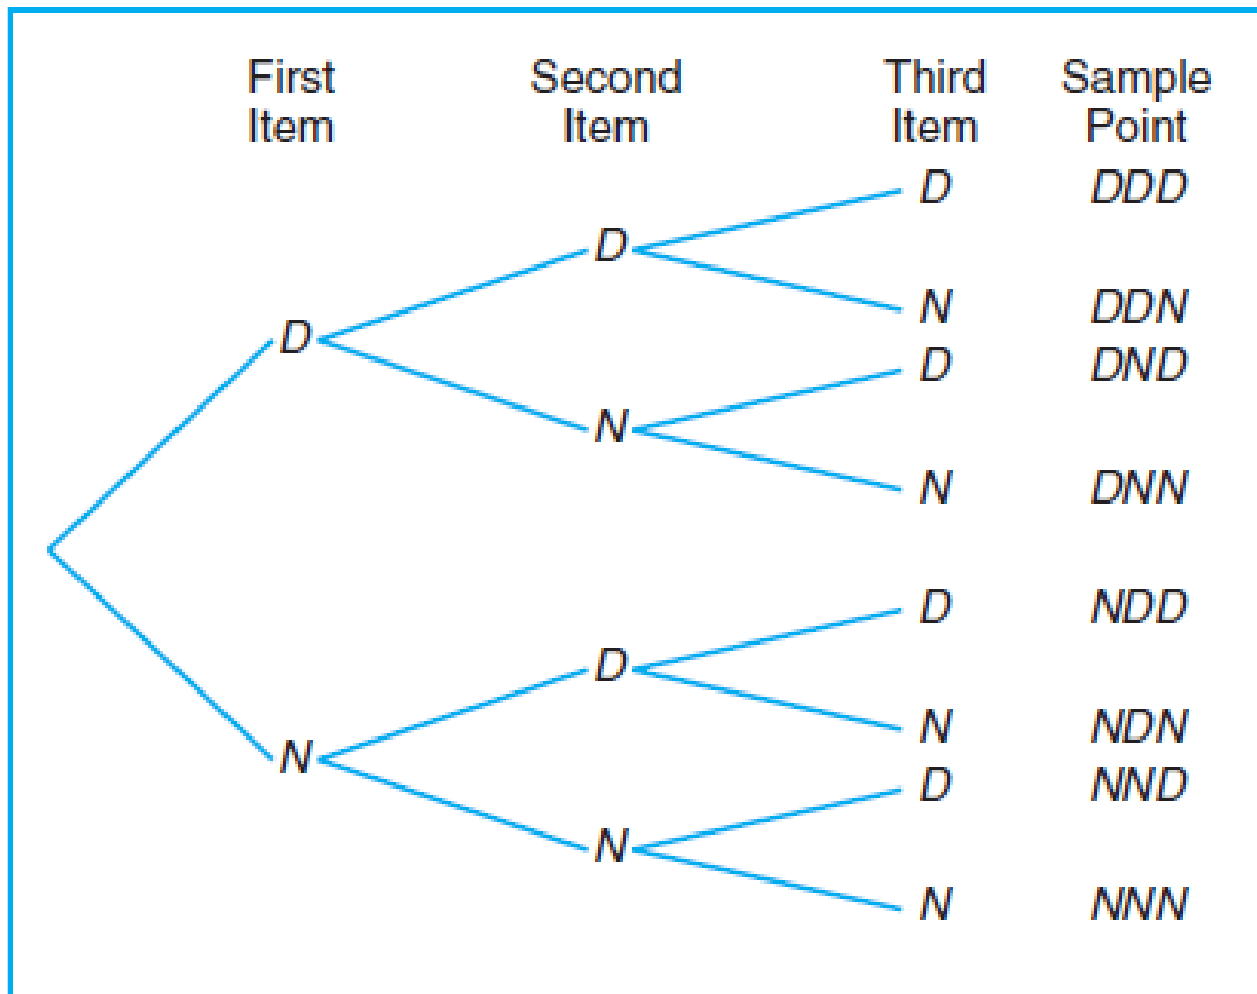 First Second Third Sample
Item Item Item Point
D DDD
D
N DDN
D
D DND
N
N DNN
D NDD
D
N NDN
N
D NND
N
N NNN